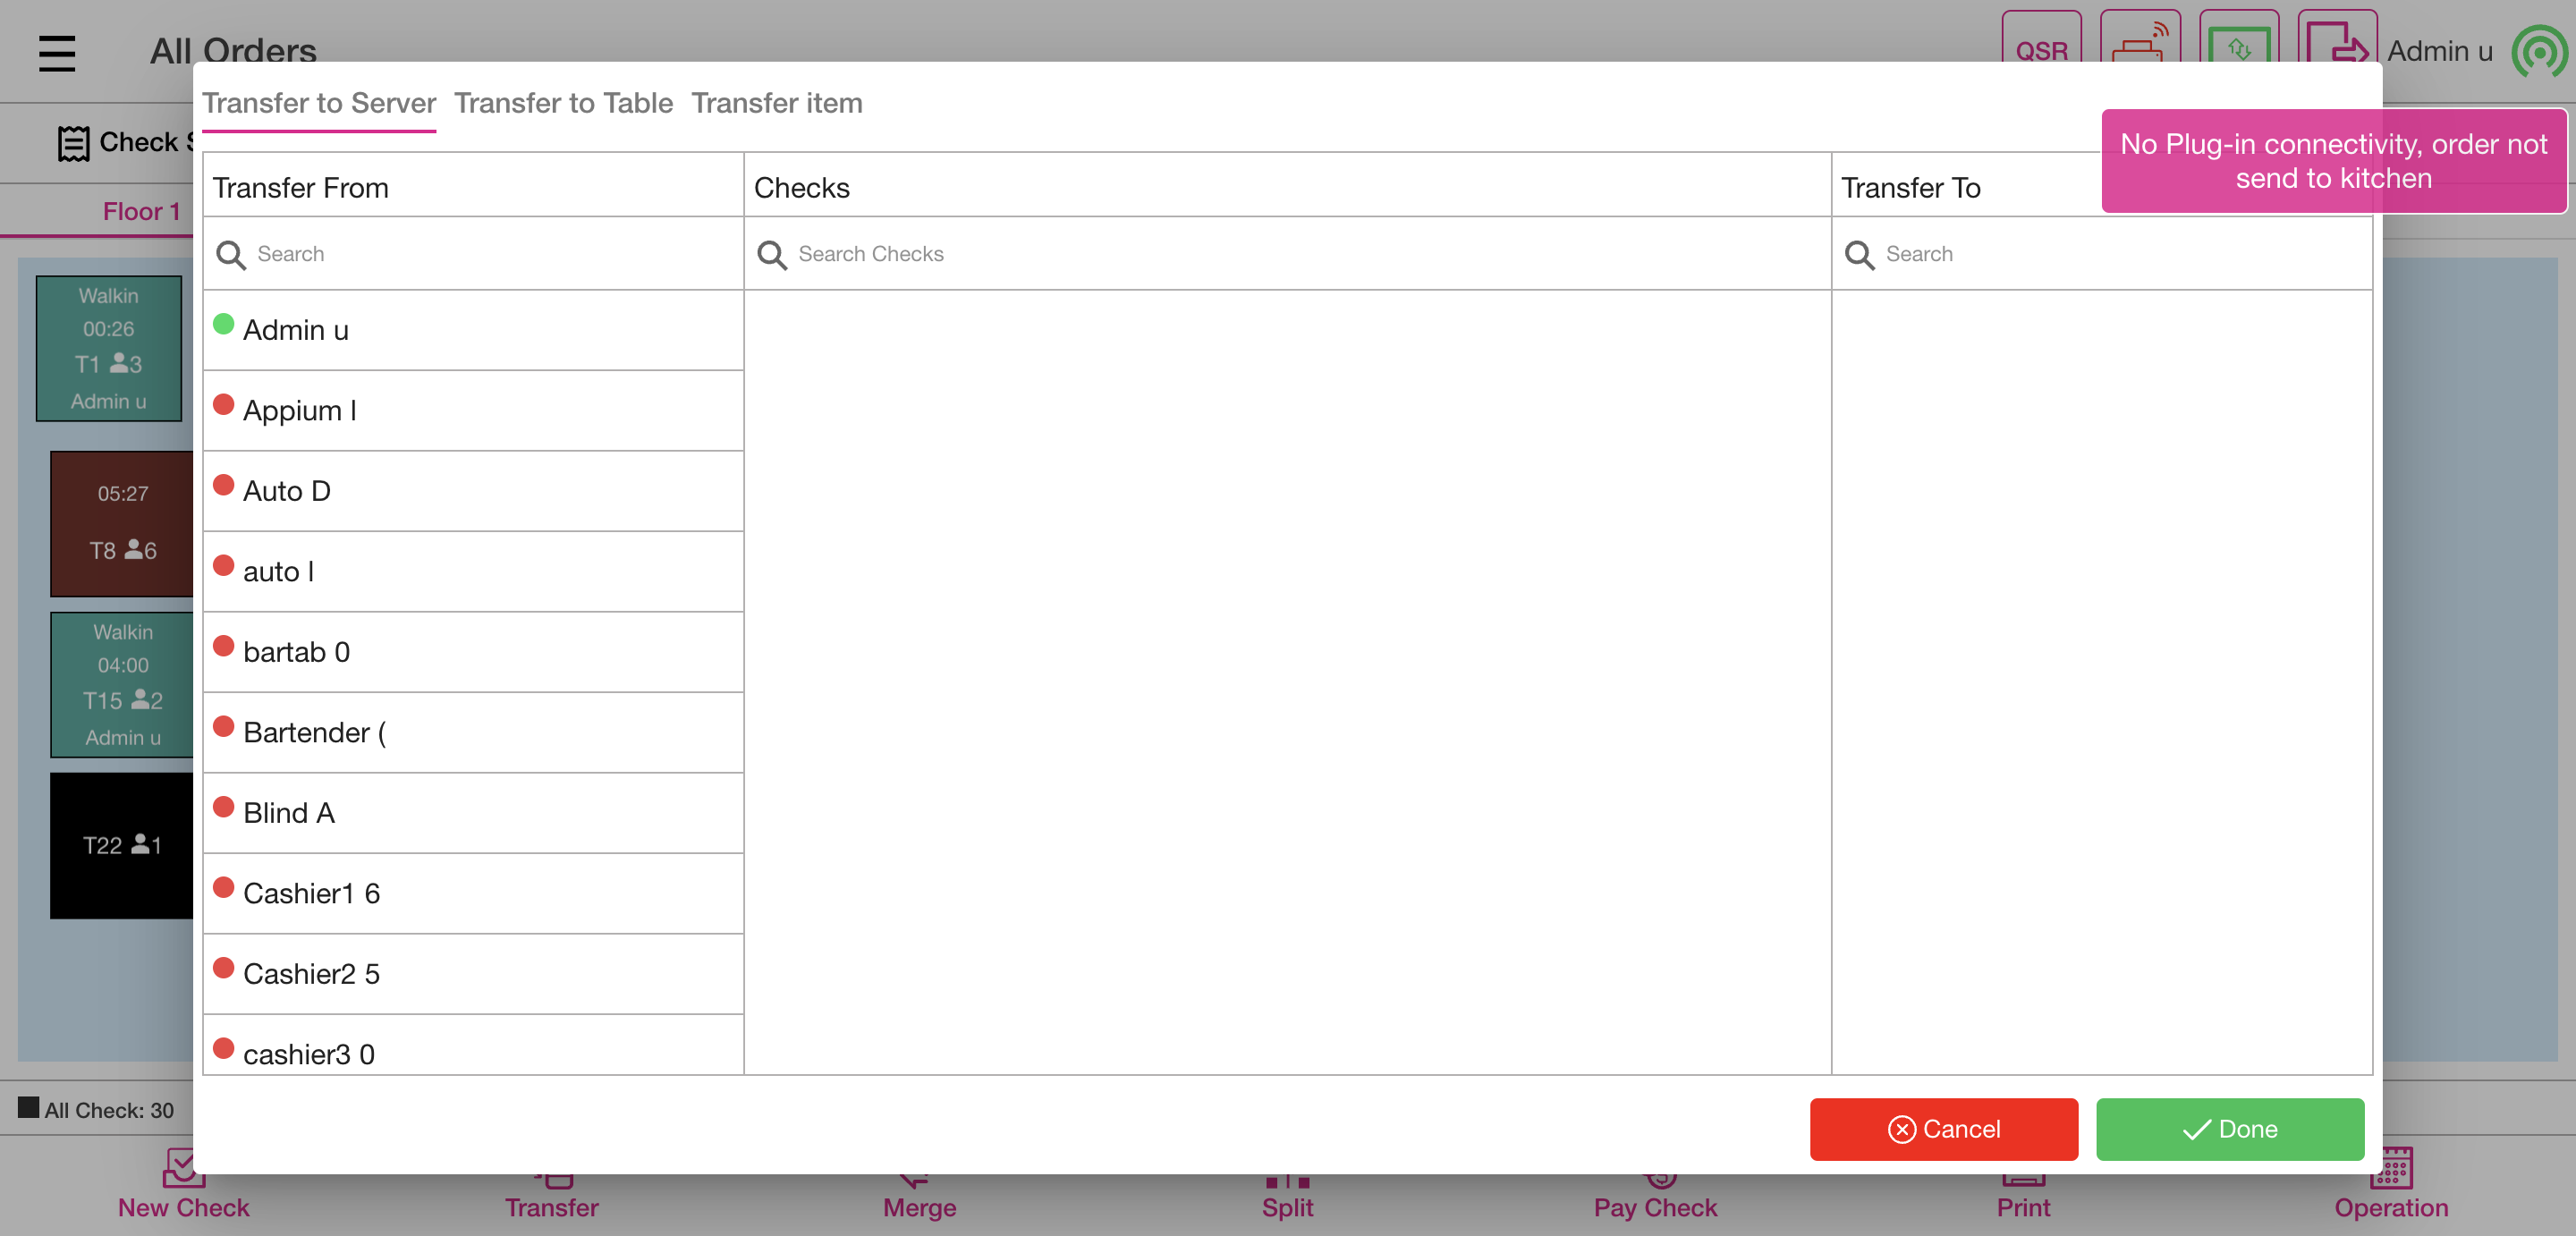 All Orders
QSR
Admin u
Transfer to Server Transfer to Table Transfer item
No Plug-in connectivity, order not
send to kitchen
Check S
Floor 1
Transfer From
Checks
Transfer To
Search
Search Checks
Search
Walkin
00:26
T1 3
Admin u
05:27
T8 6
Walkin
04:00
T15 2
Admin u
T22 1
Admin u
Appium I
Auto D
auto I
bartab 0
Bartender (
Blind A
Cashier1 6
Cashier2 5
cashier3 0
Cancel
Done
All Check: 30
New Check
Transfer
Merge
Split
Pay Check
Print
Operation